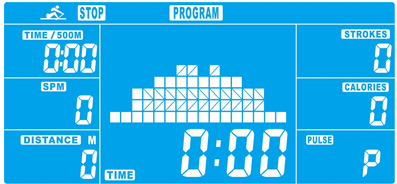 STOP PROGRAM
TIME/500M
0:00
SPM
0
DISTANCE M
0
TIME
0:00
STROKES
0
CALORIES
0
PULSE
P